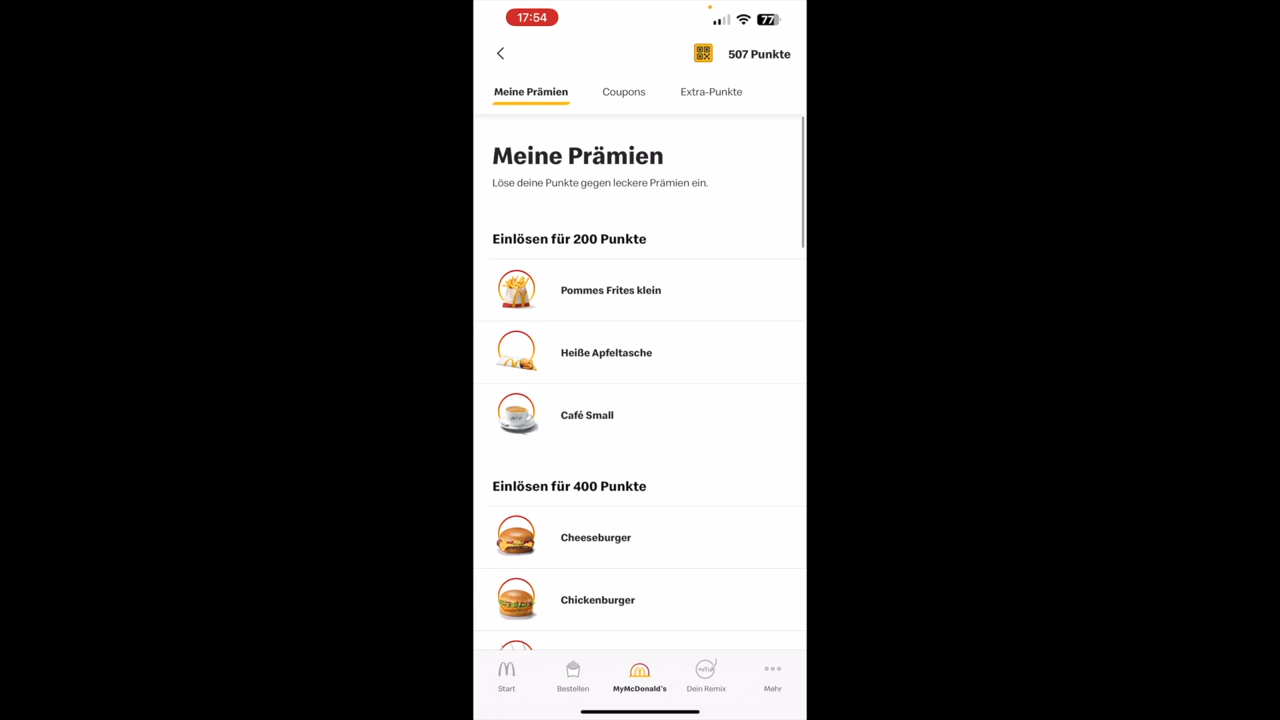 17:54
77
507 Punkte
Meine Prämien
Coupons
Extra-Punkte
Meine Prämien
Löse deine Punkte gegen leckere Prämien ein.
Einlösen für 200 Punkte
Pommes Frites klein
Heiße Apfeltasche
Café Small
Einlösen für 400 Punkte
Cheeseburger
Chickenburger
Start
Bestellen
MyMcDonald's
Dein Remix
Mehr